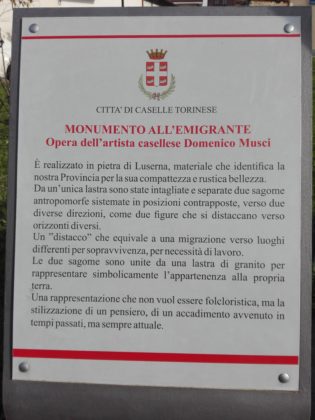 CITTA' DI CASELLE TORINESE
MONUMENTO ALL'EMIGRANTE
Opera dell'artista casellese Domenico Musci
È realizzato in pietra di Luserna, materiale che identifica la
nostra Provincia per la sua compattezza e rustica bellezza.
Da un'unica lastra sono state intagliate e separate due sagome
antropomorfe sistemate in posizioni contrapposte, verso due
diverse direzioni, come due figure che si distaccano verso
orizzonti diversi.
Un "distacco" che equivale a una migrazione verso luoghi
differenti per sopravvivenza, per necessità di lavoro.
Le due sagome sono unite da una lastra di granito per
rappresentare simbolicamente l'appartenenza alla propria
terra.
Una rappresentazione che non vuol essere folcloristica, ma la
stilizzazione di un pensiero, di un accadimento avvenuto in
tempi passati, ma sempre attuale.